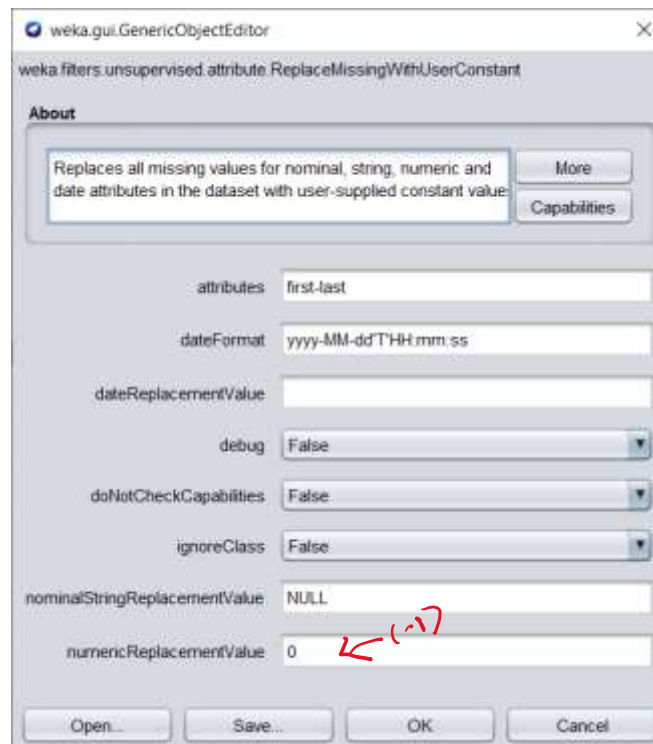 weka.gui.GenericObjectEditor
weka.filters.unsupervised.attribute.ReplaceMissingWithUserConstant
About
Replaces all missing values for nominal, string, numeric and
date attributes in the dataset with user-supplied constant value
More
Capabilities
attributes first-last
dateFormat yyyy-MM-dd'T'HH:mm:ss
dateReplacementValue
debug False
doNotCheckCapabilities False
ignoreClass False
nominalStringReplacementValue NULL
numericReplacementValue 0
Open... Save... OK Cancel